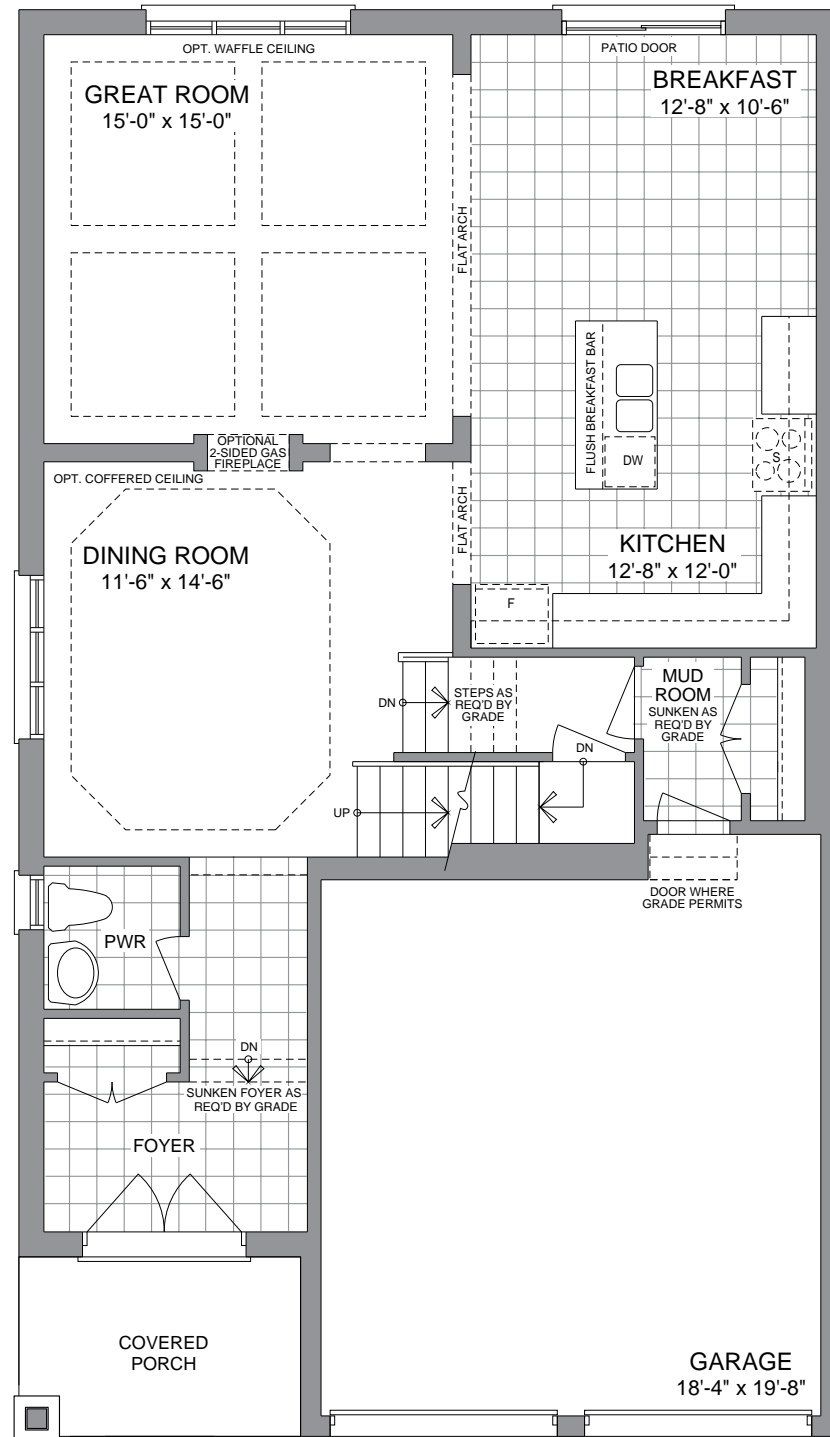 OPT. WAFFLE CEILING
GREAT ROOM
15'-0" x 15'-0"
PATIO DOOR
BREAKFAST
12'-8" x 10'-6"
FLAT ARCH
FLUSH BREAKFAST BAR
DW
S
OPTIONAL
2-SIDED GAS
FIREPLACE
OPT. COFFERED CEILING
DINING ROOM
11'-6" x 14'-6"
FLAT ARCH
KITCHEN
12'-8" x 12'-0"
F
DN
STEPS AS
REQ'D BY
GRADE
MUD
ROOM
SUNKEN AS
REQ'D BY
GRADE
DN
UP
DOOR WHERE
GRADE PERMITS
PWR
DN
SUNKEN FOYER AS
REQ'D BY GRADE
FOYER
COVERED
PORCH
GARAGE
18'-4" x 19'-8"